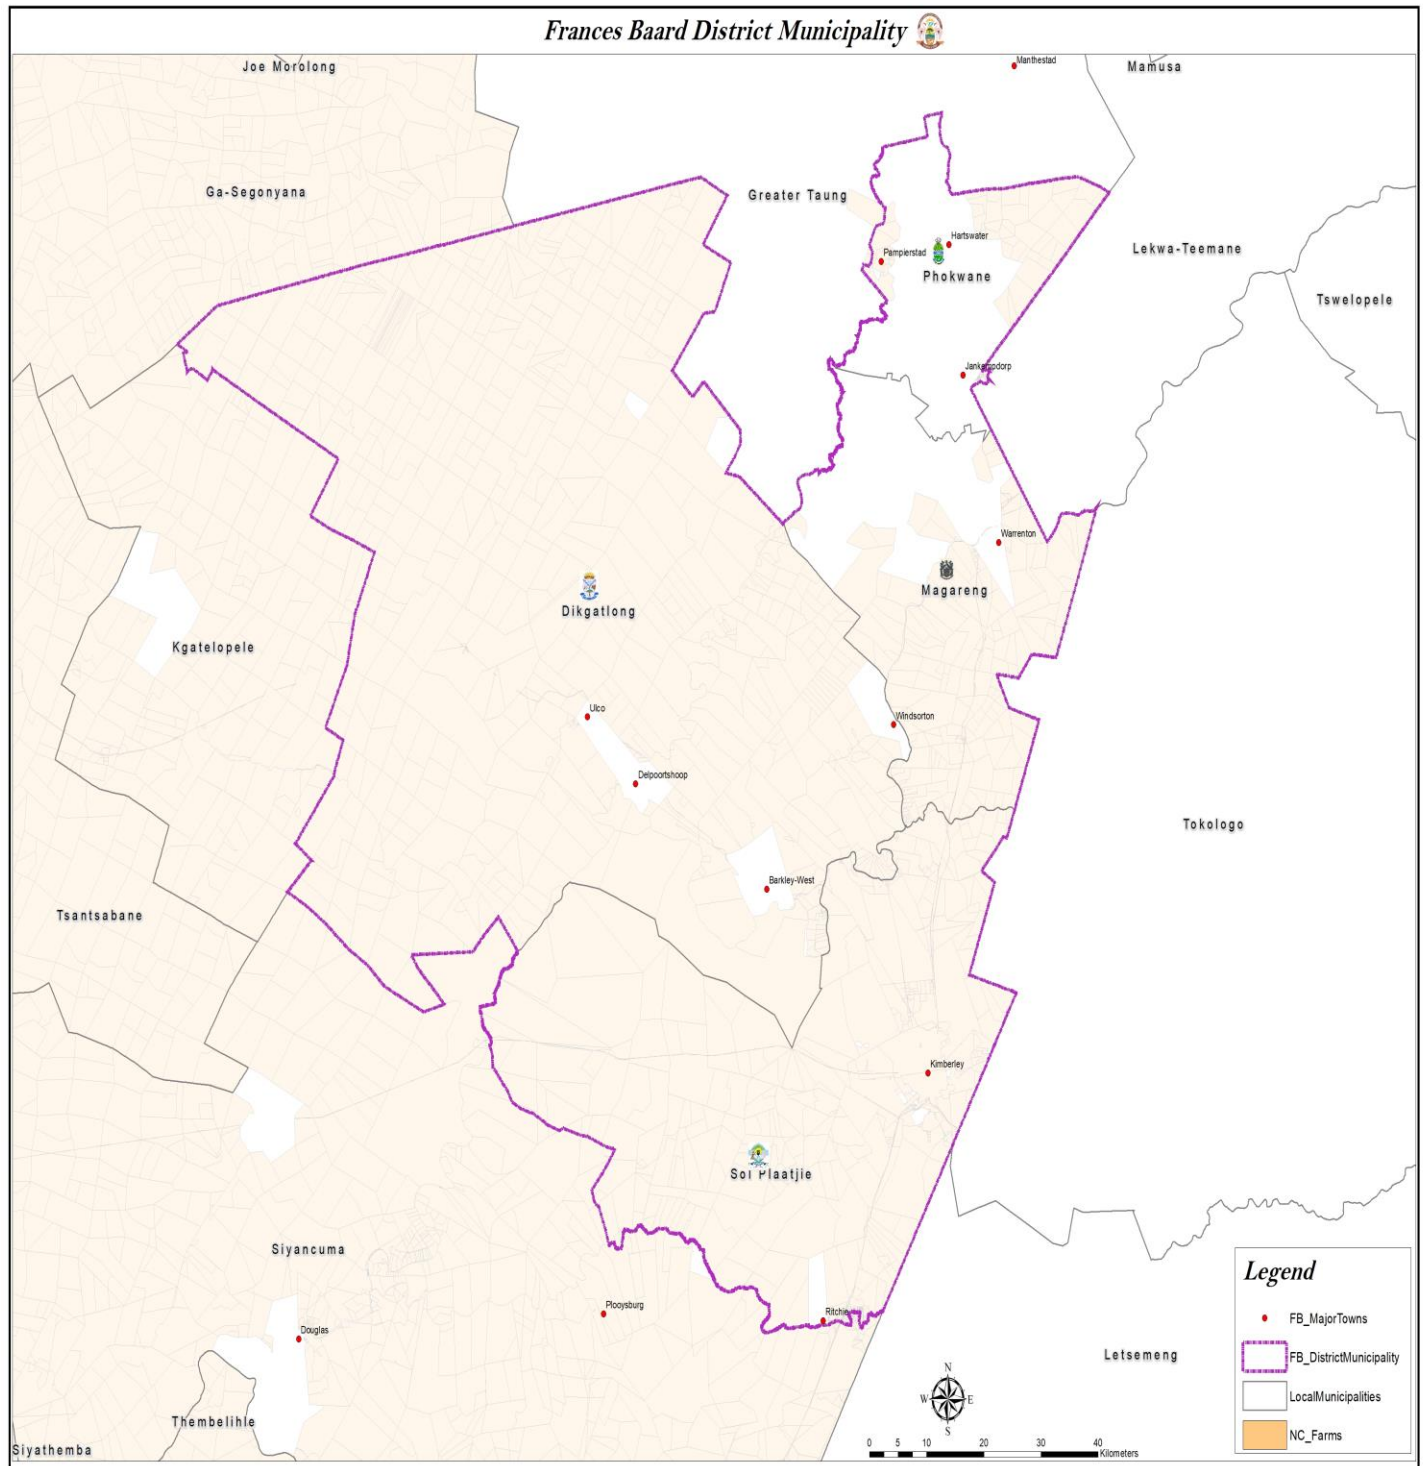 Frances Baard District Municipality
Joe Morolong
Manthestad
Mamusa
Ga-Segonyana
Greater Taung
Hartswater
Lekwa-Teemane
Pampierstad
Phokwane
Tswelopele
Jankempdorp
Warrenton
Magareng
Dikgatlong
Kgatelopele
Ulco
Windsorton
Delpoortshoop
Tokologo
Barkley-West
Tsantsabane
Kimberley
Sol Plaatjie
Siyancuma
Plooysburg
Ritchie
Douglas
Letsemeng
Thembelihle
Siyathemba
Legend
FB_MajorTowns
FB_DistrictMunicipality
LocalMunicipalities
NC_Farms
N
W E
S
0 5 10 20 30 40
Kilometers